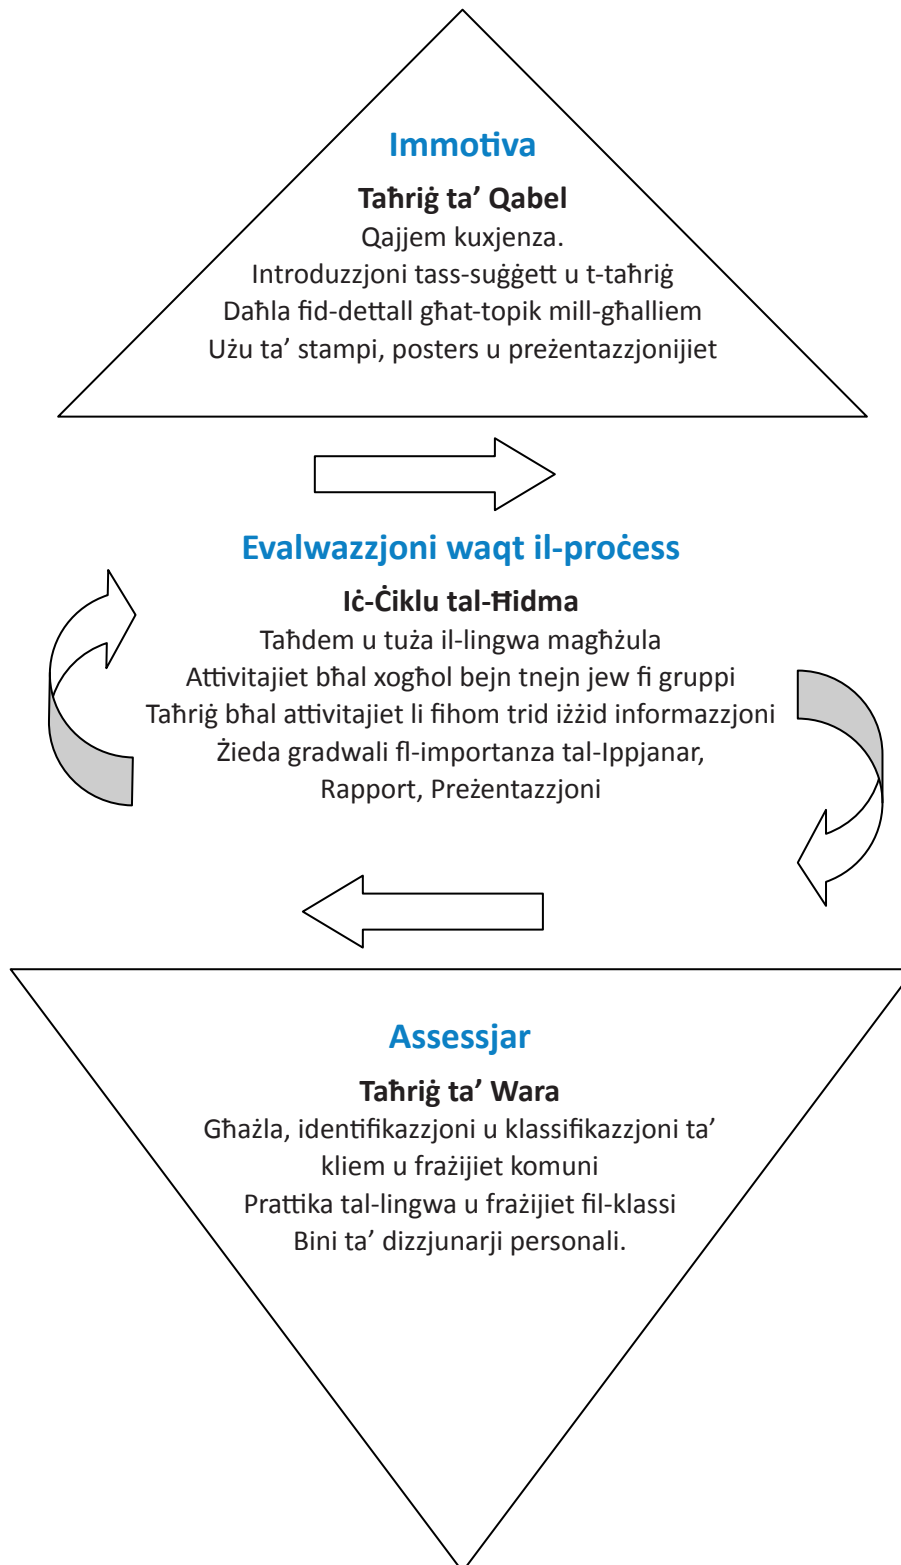 Immotiva
Taħriġ ta’ Qabel
Qajjem kuxjenza.
Introduzzjoni tass-suġġett u t-taħriġ
Daħla fid-dettall għat-topik mill-għalliem
Użu ta’ stampi, posters u preżentazzjonijiet
Evalwazzjoni waqt il-proċess
Iċ-Ċiklu tal-Ħidma
Taħdem u tuża il-lingwa magħżula
Attivitajiet bħal xogħol bejn tnejn jew fi gruppi
Taħriġ bħal attivitajiet li fihom trid iżżid informazzjoni
Żieda gradwali fl-importanza tal-Ippjanar,
Rapport, Preżentazzjoni
Assessjar
Taħriġ ta’ Wara
Għażla, identifikazzjoni u klassifikazzjoni ta’
kliem u frażijiet komuni
Prattika tal-lingwa u frażijiet fil-klassi
Bini ta’ dizzjunarji personali.